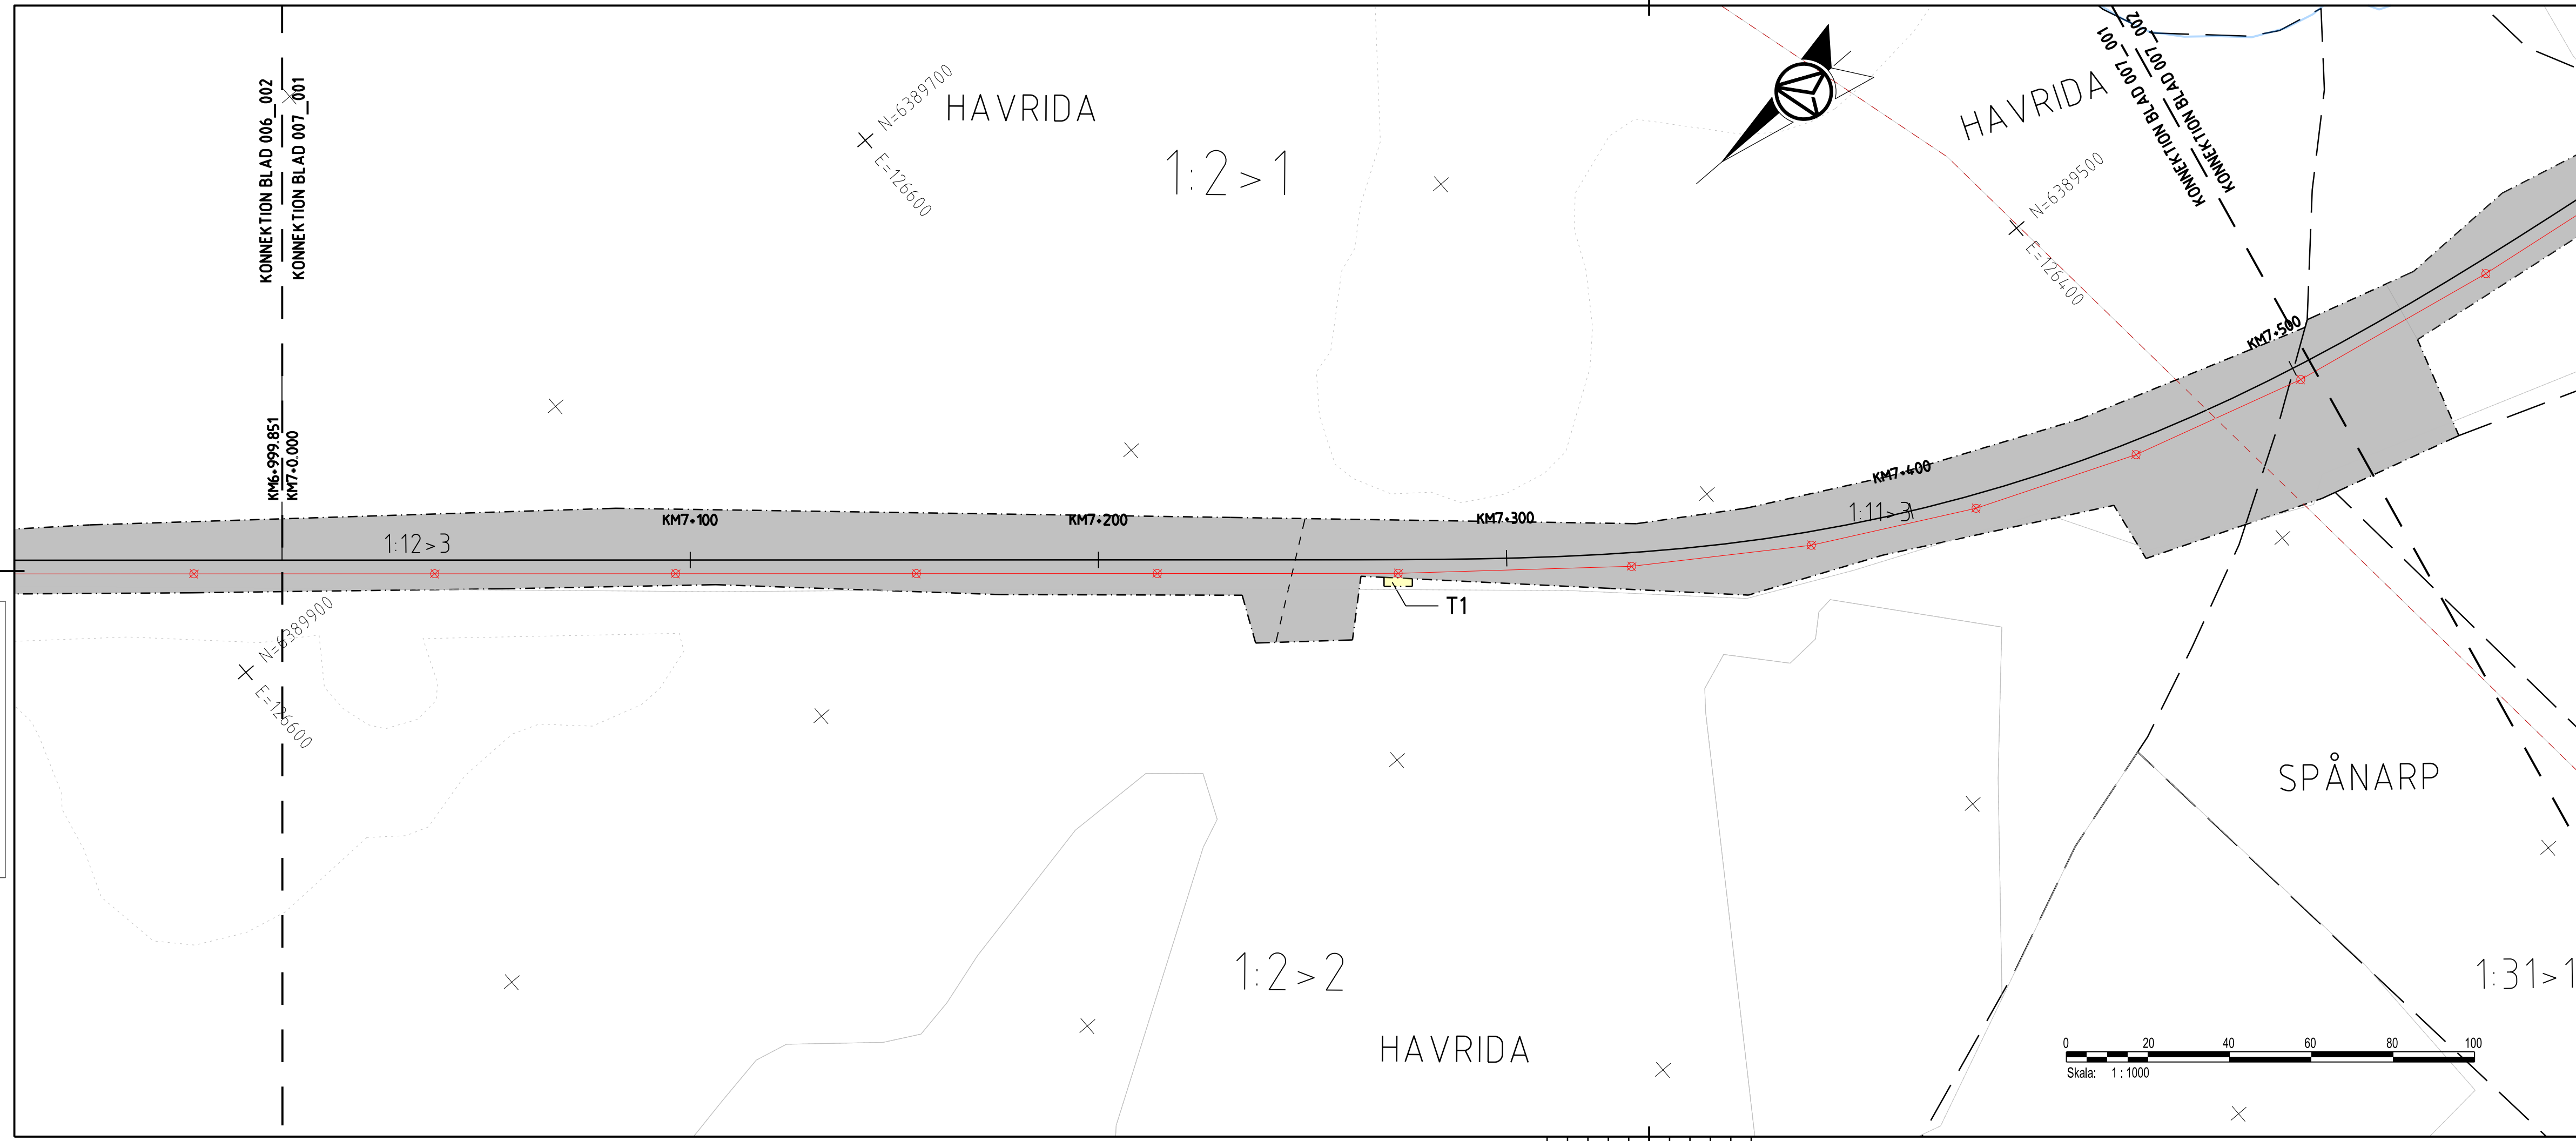 KONNEKTION BLAD 006_002
KONNEKTION BLAD 007_001
N=6389700
E=126600
HAVRIDA
1:2>1
HAVRIDA
N=6389500
E=126400
KONNEKTION BLAD 007_001
KONNEKTION BLAD 007_002
KM6+999.851
KM7+0.000
1:12>3
KM7+100
KM7+200
KM7+300
KM7+400
KM7+500
1:11>3
T1
N=6389900
E=126600
SPÅNARP
1:2>2
HAVRIDA
1:31>1
0 20 40 60 80 100
Skala: 1 : 1000